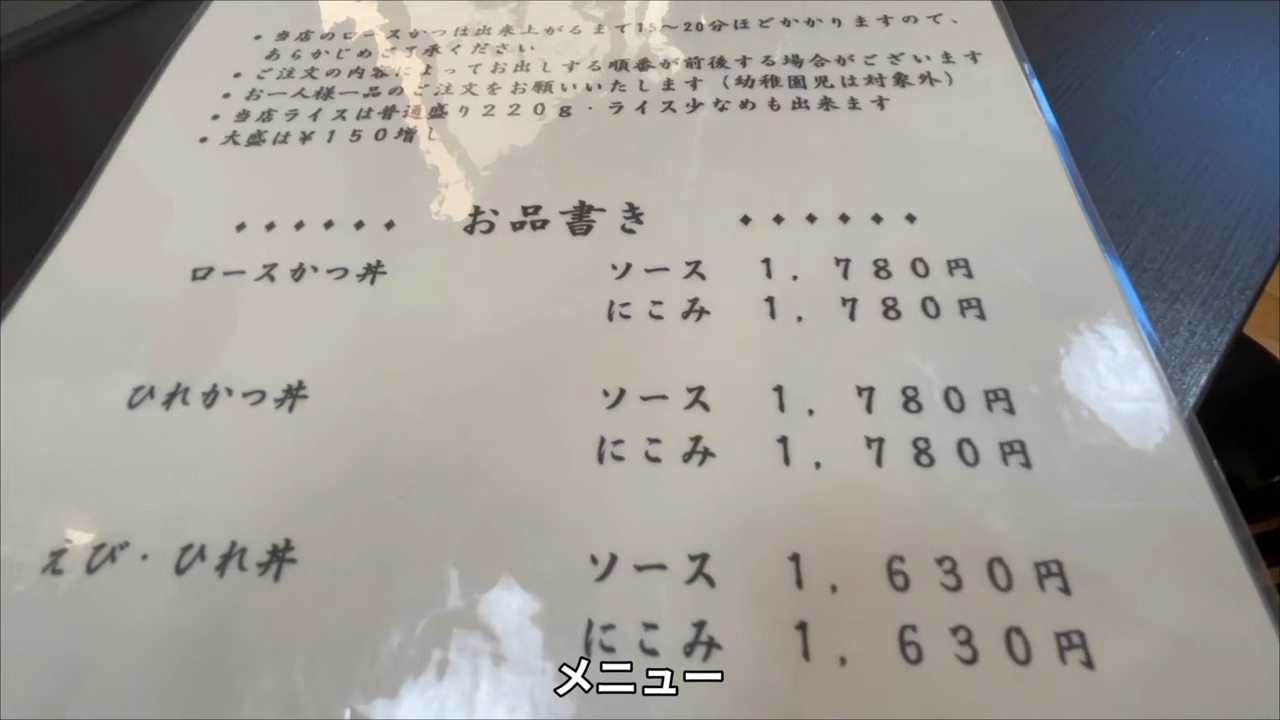 • 当店のロースかつは出来上がるまで15～20分ほどかかりますので、
あらかじめご了承ください
• ご注文の内容によってお出しする順番が前後する場合がございます
• お一人様一品のご注文をお願いいたします（幼稚園児は対象外）
• 当店ライスは普通盛り２２０ｇ・ライス少なめも出来ます
• 大盛は￥１５０増し
◆◆◆◆◆◆ お品書き ◆◆◆◆◆◆
ロースかつ丼 ソース １，７８０円
にこみ １，７８０円
ひれかつ丼 ソース １，７８０円
にこみ １，７８０円
えび・ひれ丼 ソース １，６３０円
にこみ １，６３０円
メニュー